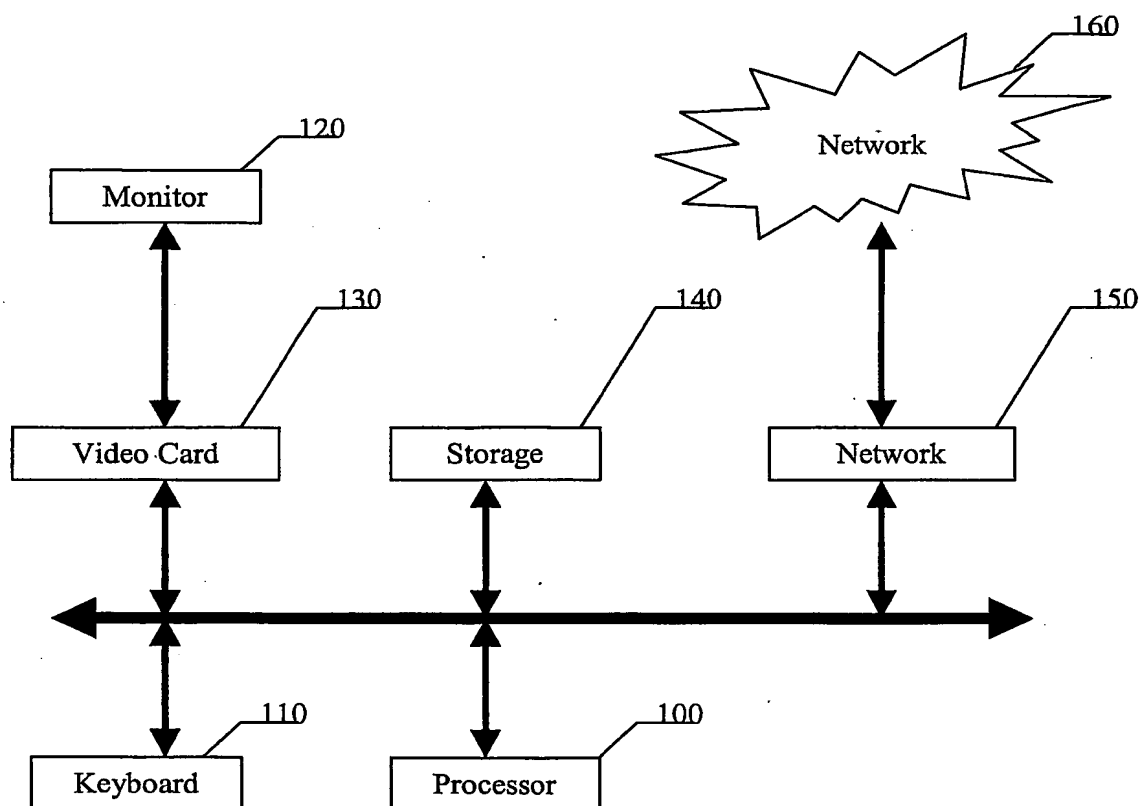 160
Network
120
Monitor
130
140
150
Video Card
Storage
Network
110
100
Keyboard
Processor